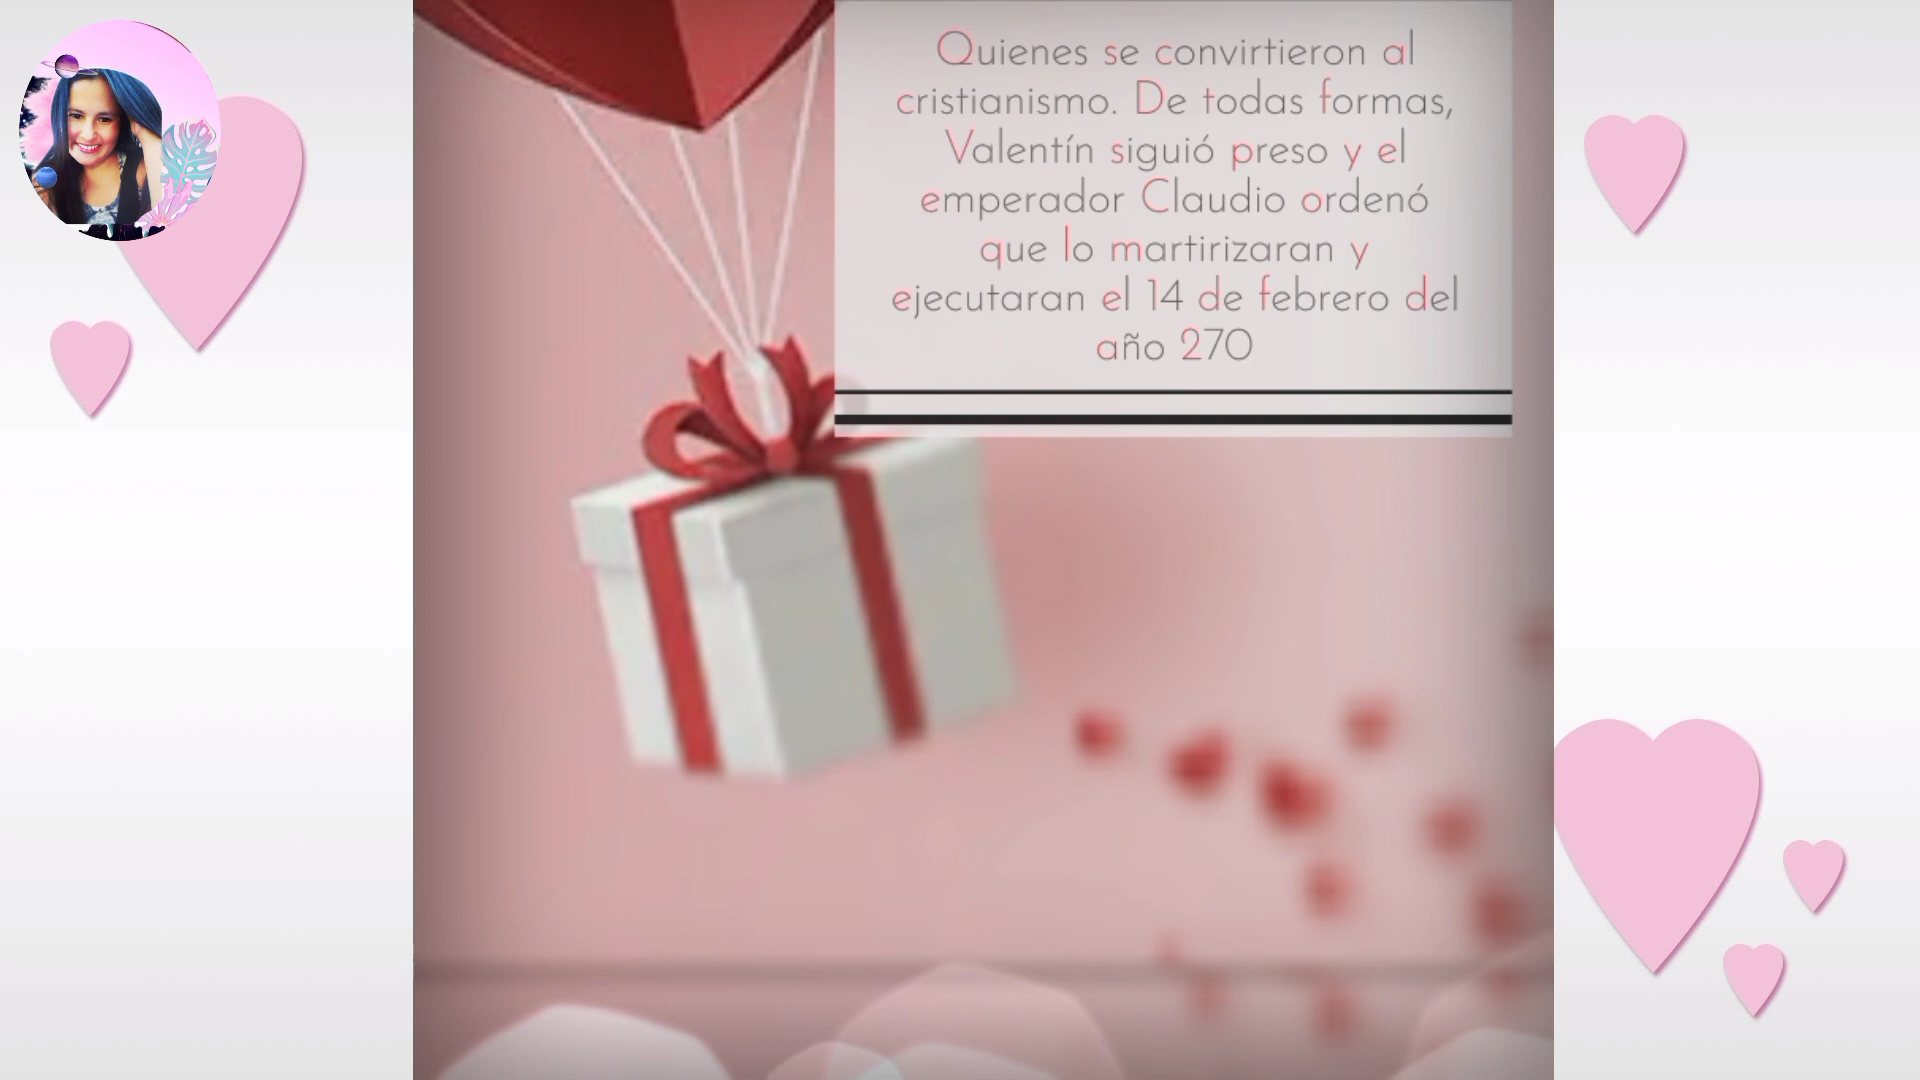 Quienes se convirtieron al
cristianismo. De todas formas,
Valentín siguió preso y el
emperador Claudio ordenó
que lo martirizaran y
ejecutaran el 14 de febrero del
año 270